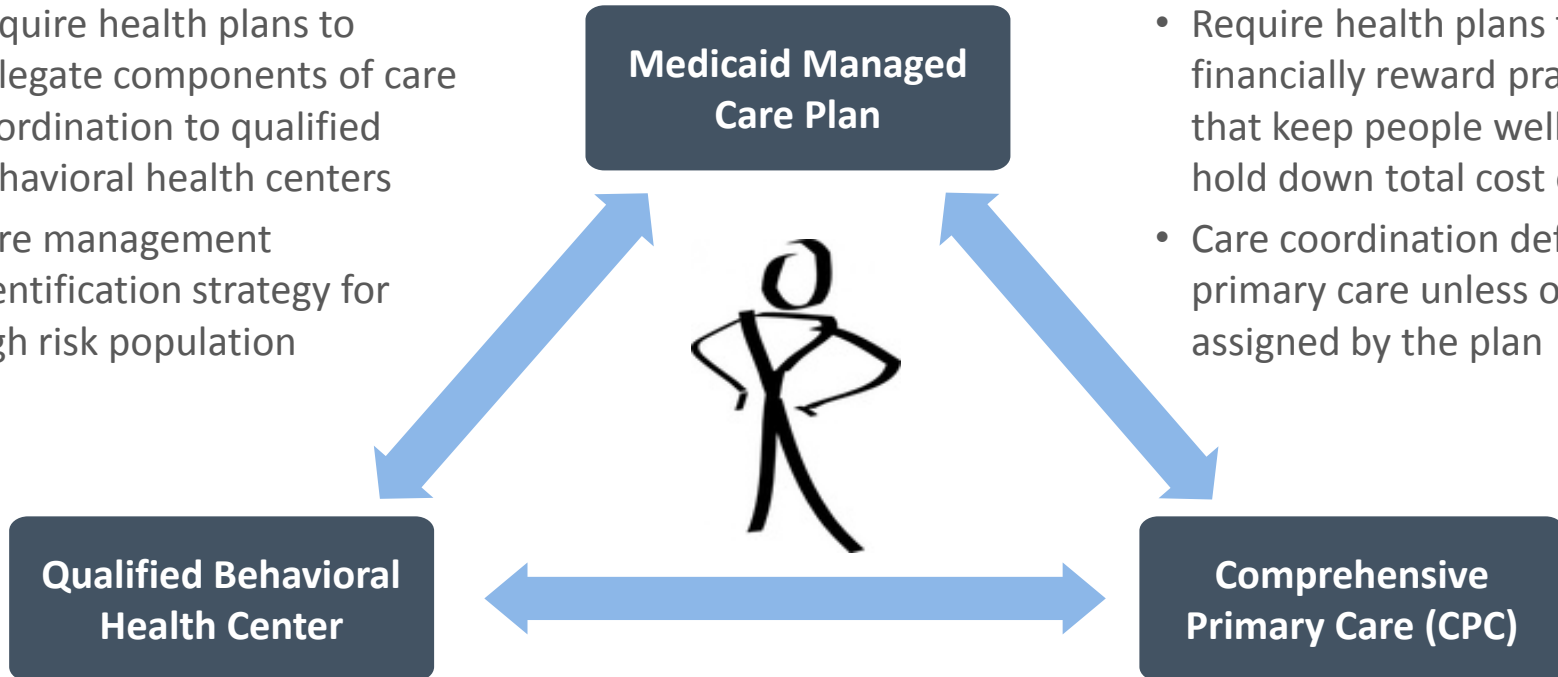 quire health plans to
legate components of care
ordination to qualified
havioral health centers
re management
entification strategy for
gh risk population
Medicaid Managed
Care Plan
• Require health plans t
financially reward pra
that keep people well
hold down total cost
• Care coordination def
primary care unless o
assigned by the plan
Qualified Behavioral
Health Center
Comprehensive
Primary Care (CPC)